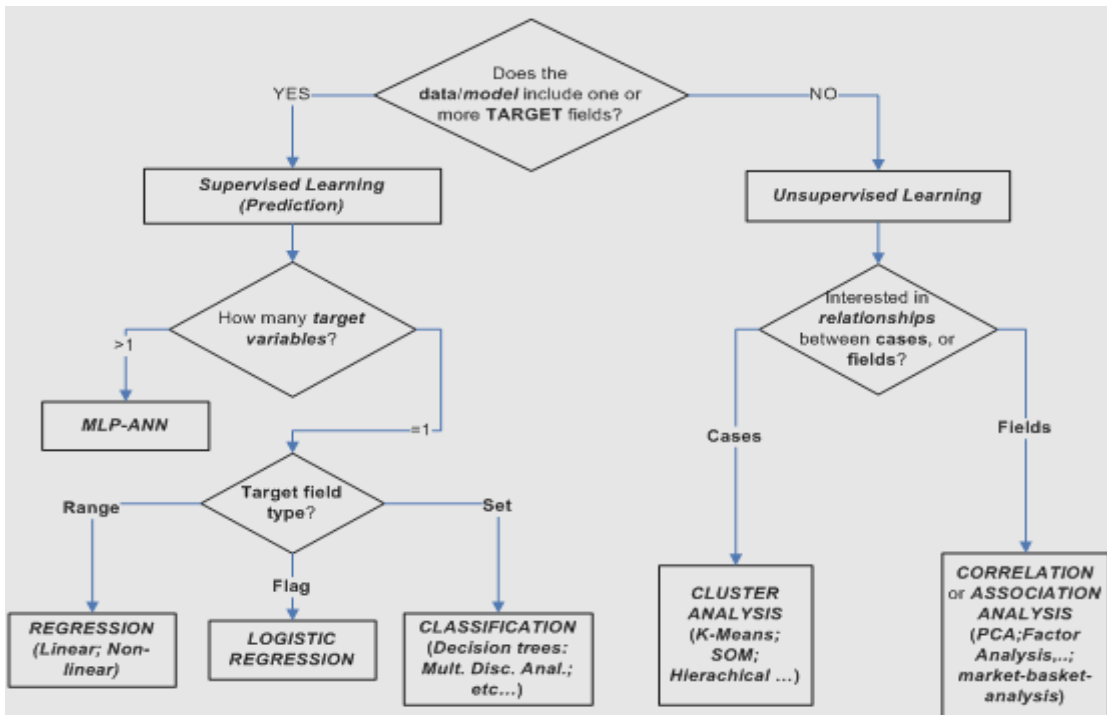 Does the
data/model include one or
more TARGET fields?
YES
NO
Supervised Learning
(Prediction)
Unsupervised Learning
How many target
variables?
Interested in
relationships
between cases, or
fields?
>1
MLP-ANN
=1
Cases
Fields
Target field
type?
Range
Set
Flag
REGRESSION
(Linear; Non-
linear)
LOGISTIC
REGRESSION
CLASSIFICATION
(Decision trees:
Mult. Disc. Anal.;
etc...)
CLUSTER
ANALYSIS
(K-Means;
SOM;
Hierachical ...)
CORRELATION
or ASSOCIATION
ANALYSIS
(PCA;Factor
Analysis,..;
market-basket-
analysis)